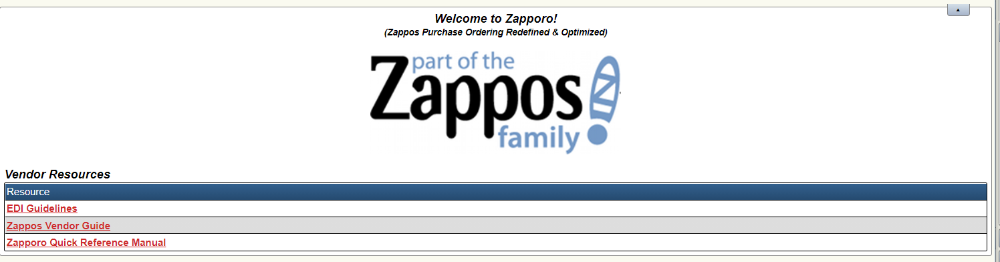 Welcome to Zapporo!
(Zappos Purchase Ordering Redefined & Optimized)
part of the
Zappos
family
Vendor Resources
Resource
EDI Guidelines
Zappos Vendor Guide
Zapporo Quick Reference Manual